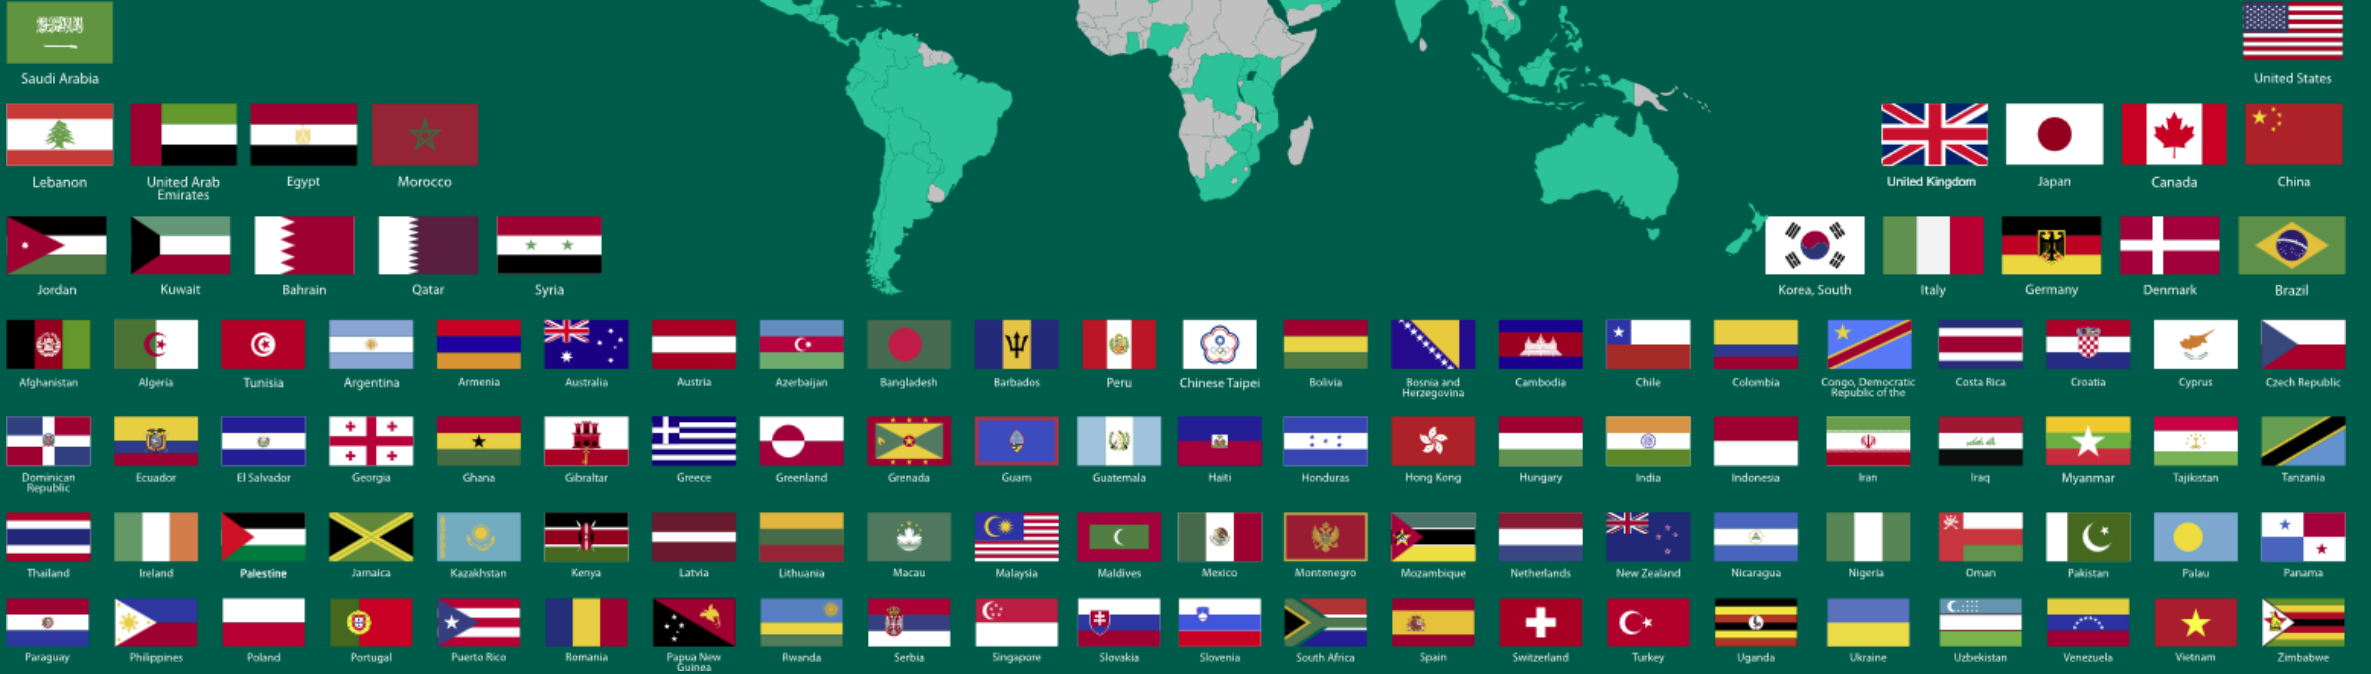 Saudi Arabia
United States
Lebanon
United Arab
Emirates
Egypt
Morocco
United Kingdom
Japan
Canada
China
Jordan
Kuwait
Bahrain
Qatar
Syria
Korea, South
Italy
Germany
Denmark
Brazil
Afghanistan
Algeria
Tunisia
Argentina
Armenia
Australia
Austria
Azerbaijan
Bangladesh
Barbados
Peru
Chinese Taipei
Bolivia
Bosnia and
Herzegovina
Cambodia
Chile
Colombia
Congo, Democratic
Republic of the
Costa Rica
Croatia
Cyprus
Czech Republic
Dominican
Republic
Ecuador
El Salvador
Georgia
Ghana
Gibraltar
Greece
Greenland
Grenada
Guam
Guatemala
Haiti
Honduras
Hong Kong
Hungary
India
Indonesia
Iran
Iraq
Myanmar
Tajikistan
Tanzania
Thailand
Ireland
Palestine
Jamaica
Kazakhstan
Kenya
Latvia
Lithuania
Macau
Malaysia
Maldives
Mexico
Montenegro
Mozambique
Netherlands
New Zealand
Nicaragua
Nigeria
Oman
Pakistan
Palau
Panama
Paraguay
Philippines
Poland
Portugal
Puerto Rico
Romania
Papua New
Guinea
Rwanda
Serbia
Singapore
Slovakia
Slovenia
South Africa
Spain
Switzerland
Turkey
Uganda
Ukraine
Uzbekistan
Venezuela
Vietnam
Zimbabwe